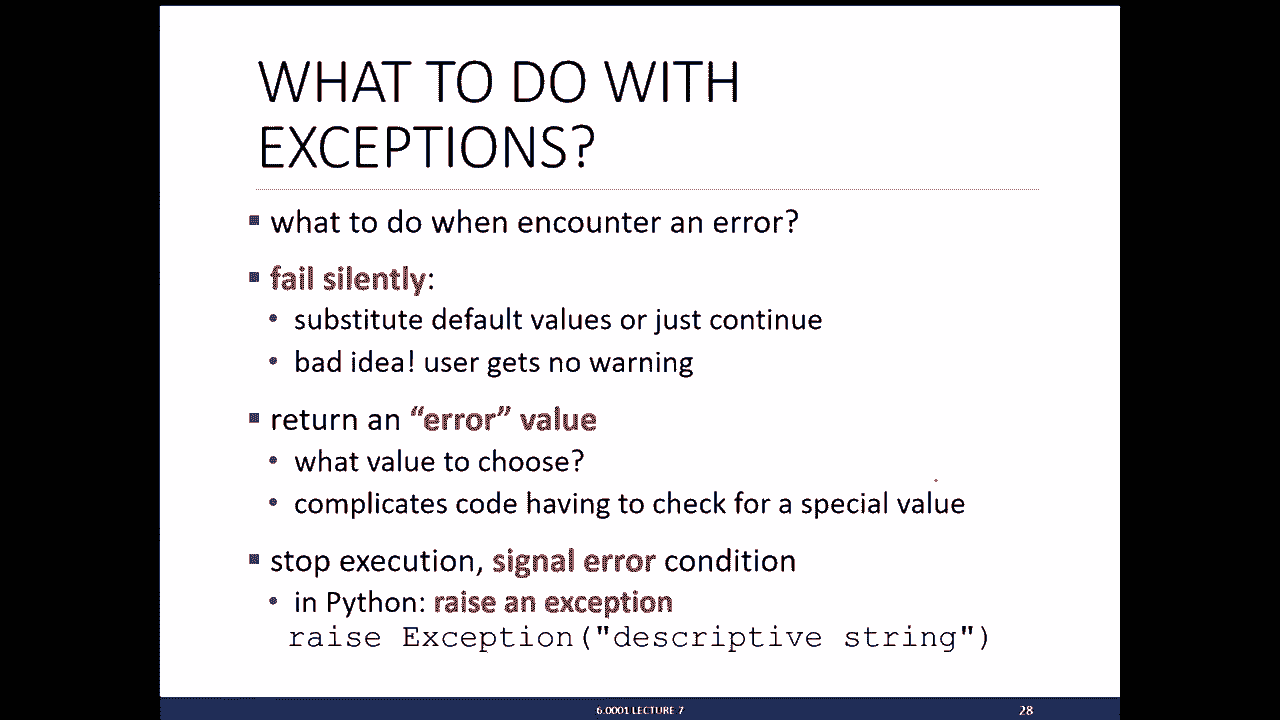 WHAT TO DO WITH
EXCEPTIONS?
▪ what to do when encounter an error?
▪ fail silently:
• substitute default values or just continue
• bad idea! user gets no warning
▪ return an “error” value
• what value to choose?
• complicates code having to check for a special value
▪ stop execution, signal error condition
• in Python: raise an exception
raise Exception("descriptive string")
6.0001 LECTURE 7
28